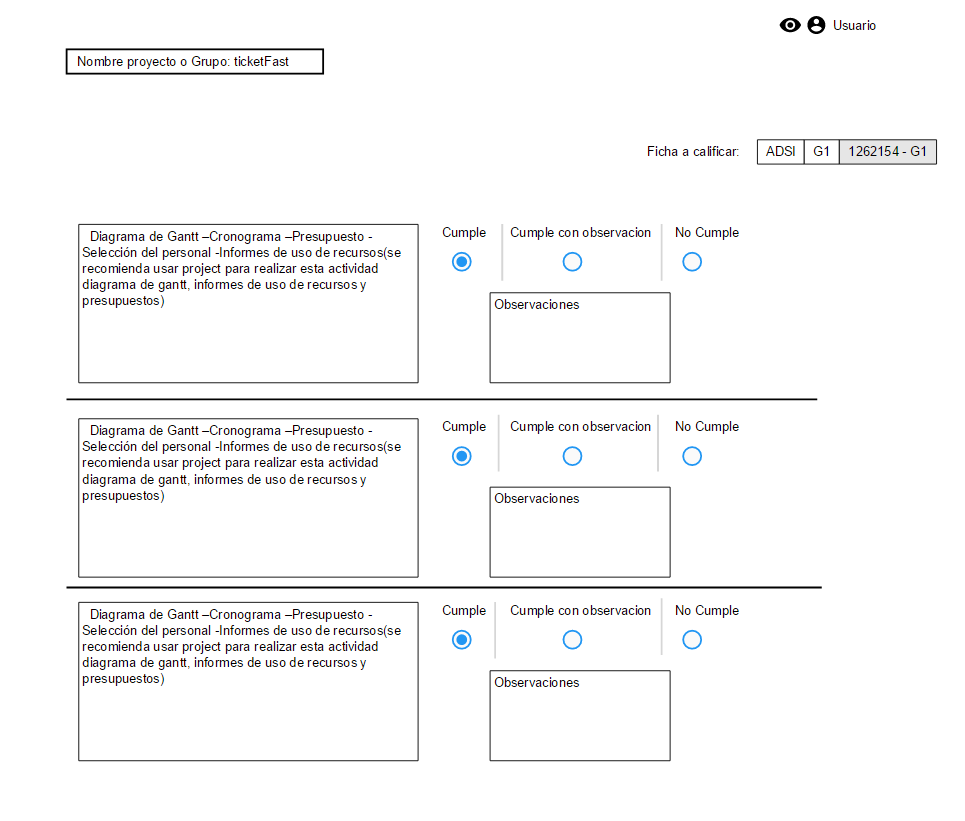 Usuario
Nombre proyecto o Grupo: ticketFast
Ficha a calificar: ADSI G1 1262154 - G1
Diagrama de Gantt –Cronograma –Presupuesto -
Selección del personal -Informes de uso de recursos(se
recomienda usar project para realizar esta actividad
diagrama de gantt, informes de uso de recursos y
presupuestos)
Cumple Cumple con observacion No Cumple
Observaciones
Diagrama de Gantt –Cronograma –Presupuesto -
Selección del personal -Informes de uso de recursos(se
recomienda usar project para realizar esta actividad
diagrama de gantt, informes de uso de recursos y
presupuestos)
Cumple Cumple con observacion No Cumple
Observaciones
Diagrama de Gantt –Cronograma –Presupuesto -
Selección del personal -Informes de uso de recursos(se
recomienda usar project para realizar esta actividad
diagrama de gantt, informes de uso de recursos y
presupuestos)
Cumple Cumple con observacion No Cumple
Observaciones